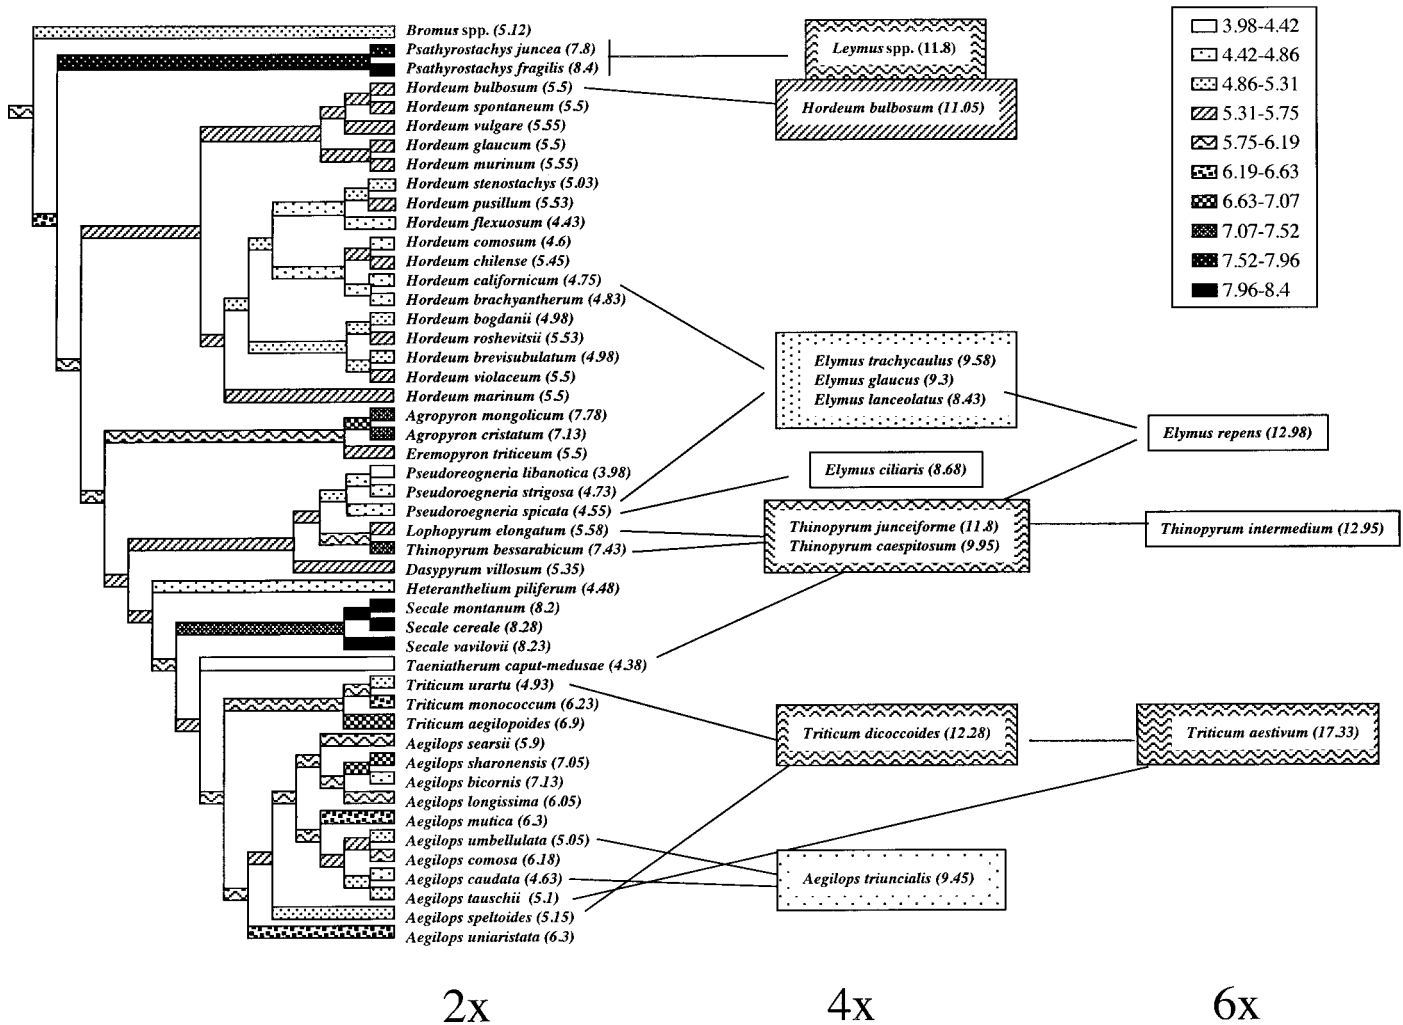 Bromus spp. (5.12)
Psathyrostachys juncea (7.8)
Psathyrostachys fragilis (8.4)
Hordeum bulbosum (5.5)
Hordeum spontaneum (5.5)
Hordeum vulgare (5.55)
Hordeum glaucum (5.5)
Hordeum murinum (5.55)
Hordeum stenostachys (5.03)
Hordeum pusillum (5.53)
Hordeum flexuosum (4.43)
Hordeum comosum (4.6)
Hordeum chilense (5.45)
Hordeum californicum (4.75)
Hordeum brachyantherum (4.83)
Hordeum bogdanii (4.98)
Hordeum roshevitsii (5.53)
Hordeum brevisubulatum (4.98)
Hordeum violaceum (5.5)
Hordeum marinum (5.5)
Agropyron mongolicum (7.78)
Agropyron cristatum (7.13)
Eremopyron triticeum (5.5)
Pseudoreogneria libanotica (3.98)
Pseudoroegneria strigosa (4.73)
Pseudoroegneria spicata (4.55)
Lophopyrum elongatum (5.58)
Thinopyrum bessarabicum (7.43)
Dasypyrum villosum (5.35)
Heteranthelium piliferum (4.48)
Secale montanum (8.2)
Secale cereale (8.28)
Secale vavilovii (8.23)
Taeniatherum caput-medusae (4.38)
Triticum urartu (4.93)
Triticum monococcum (6.23)
Triticum aegilopoides (6.9)
Aegilops searsii (5.9)
Aegilops sharonensis (7.05)
Aegilops bicornis (7.13)
Aegilops longissima (6.05)
Aegilops mutica (6.3)
Aegilops umbellulata (5.05)
Aegilops comosa (6.18)
Aegilops caudata (4.63)
Aegilops tauschii (5.1)
Aegilops speltoides (5.15)
Aegilops uniaristata (6.3)
2x
Leymus spp. (11.8)
Hordeum bulbosum (11.05)
Elymus trachycaulus (9.58)
Elymus glaucus (9.3)
Elymus lanceolatus (8.43)
Elymus ciliaris (8.68)
Thinopyrum junceiforme (11.8)
Thinopyrum caespitosum (9.95)
Triticum dicoccoides (12.28)
Aegilops triuncialis (9.45)
4x
3.98-4.42
4.42-4.86
4.86-5.31
5.31-5.75
5.75-6.19
6.19-6.63
6.63-7.07
7.07-7.52
7.52-7.96
7.96-8.4
Elymus repens (12.98)
Thinopyrum intermedium (12.95)
Triticum aestivum (17.33)
6x